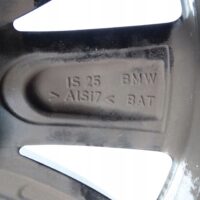 IS 25 BMW
> AlSi7 < BAT